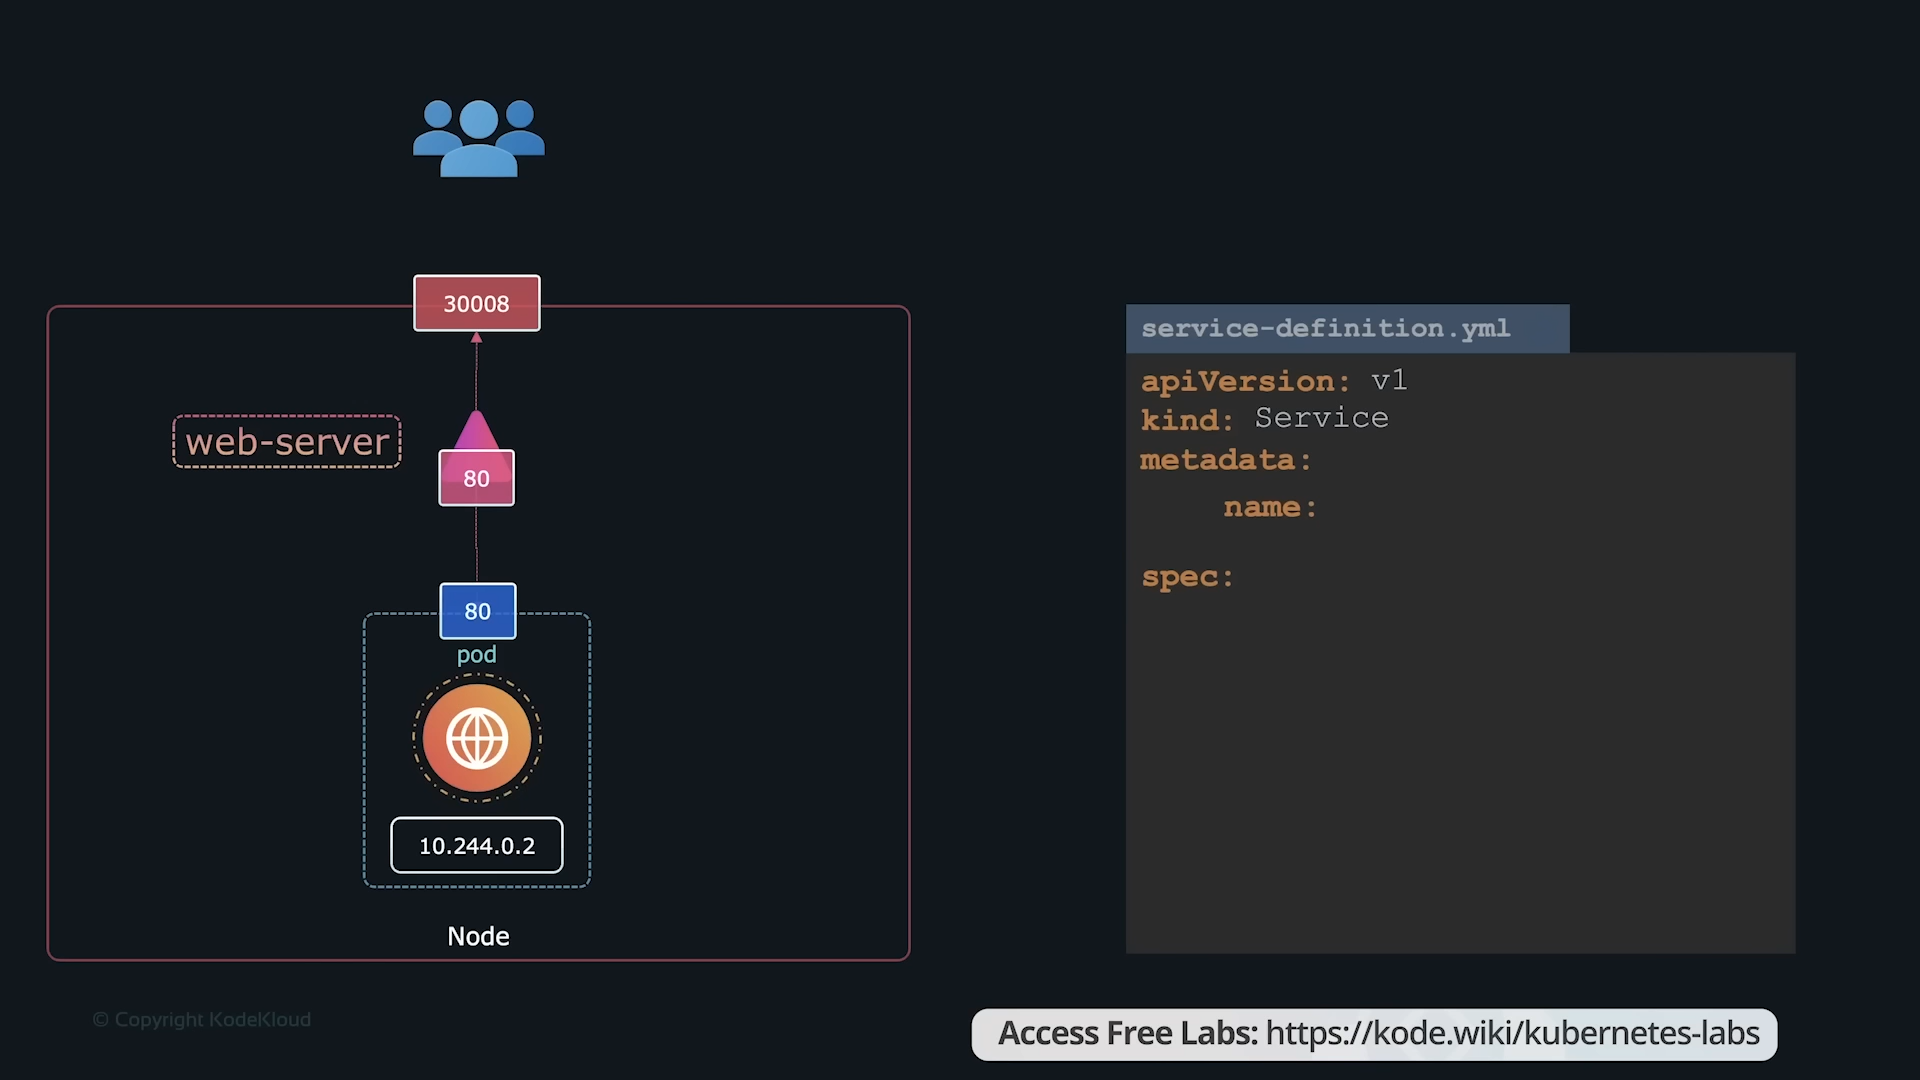 30008
web-server
80
80
pod
10.244.0.2
Node
service-definition.yml
apiVersion: v1
kind: Service
metadata:
name:
spec:
© Copyright KodeKloud
Access Free Labs: https://kode.wiki/kubernetes-labs